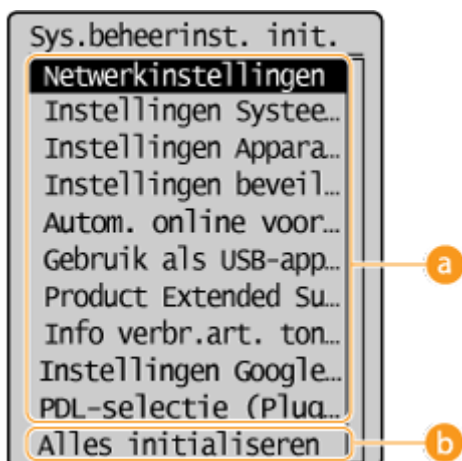 Sys.beheerinst. init.
Netwerkinstellingen
Instellingen Systee…
Instellingen Appara…
Instellingen beveil…
Autom. online voor…
Gebruik als USB-app…
Product Extended Su…
Info verbr.art. ton…
Instellingen Google…
PDL-selectie (Plug…
Alles initialiseren
a
b